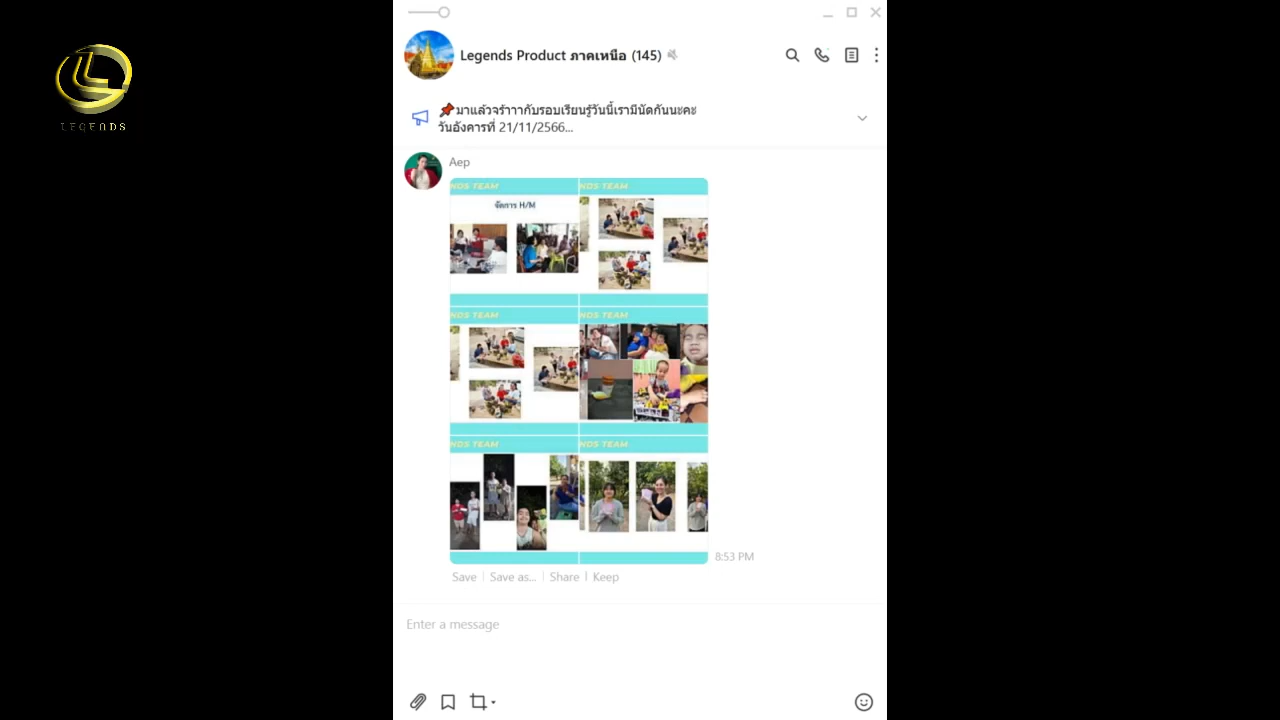 LEGENDS
Legends Product ภาคเหนือ (145)
📌มาแล้วจร้าาากับรอบเรียนรู้วันนี้เรามีนัดกันนะคะ
วันอังคารที่ 21/11/2566...
Aep
NDS TEAM
NDS TEAM
จัดการ H/M
NDS TEAM
NDS TEAM
NDS TEAM
NDS TEAM
8:53 PM
Save | Save as... | Share | Keep
Enter a message